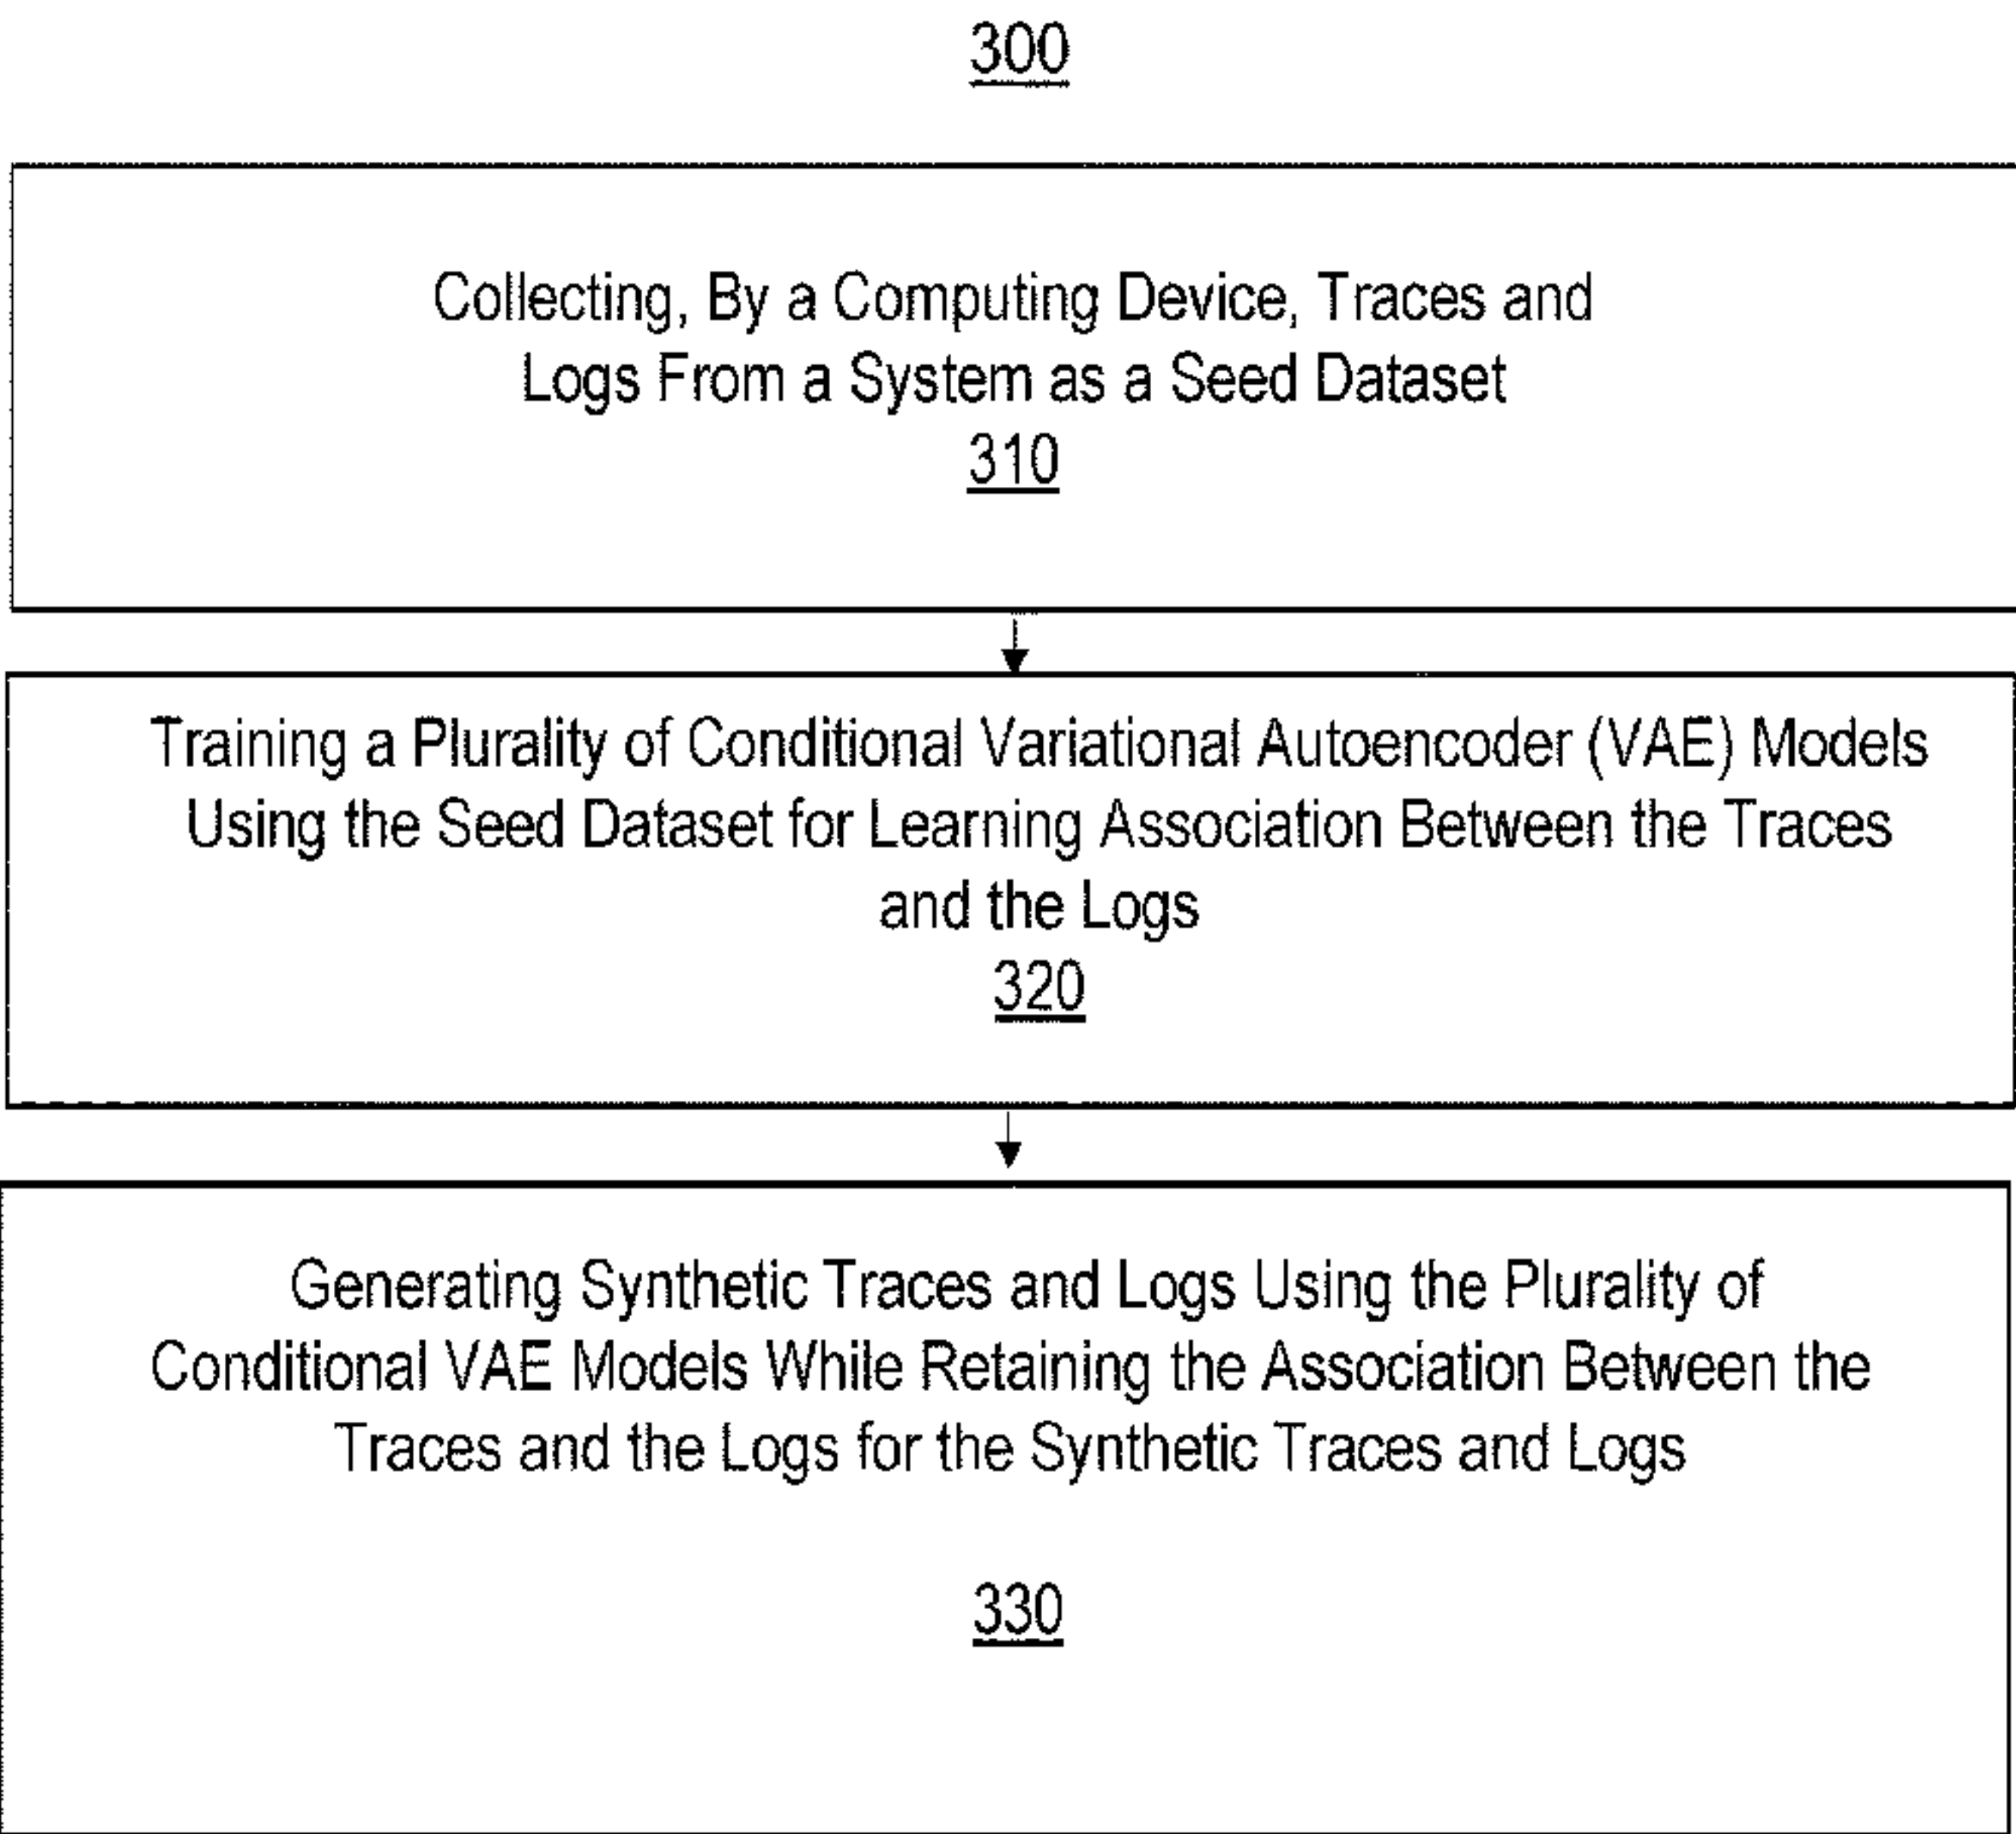 300
Collecting, By a Computing Device, Traces and
Logs From a System as a Seed Dataset
310
Training a Plurality of Conditional Variational Autoencoder (VAE) Models
Using the Seed Dataset for Learning Association Between the Traces
and the Logs
320
Generating Synthetic Traces and Logs Using the Plurality of
Conditional VAE Models While Retaining the Association Between the
Traces and the Logs for the Synthetic Traces and Logs
330